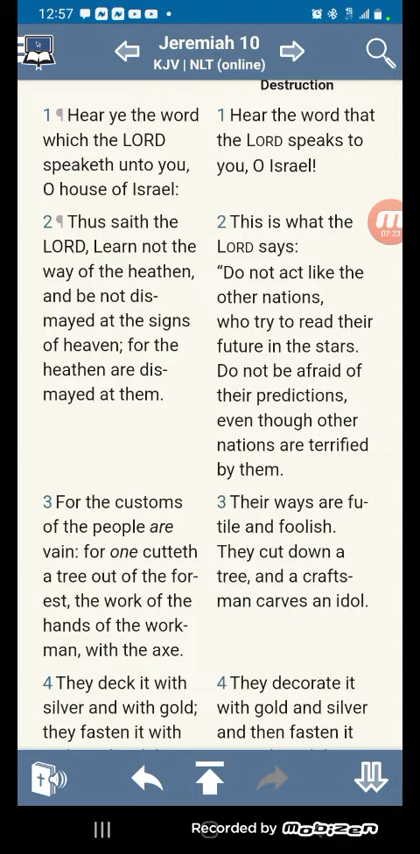 12:57
Jeremiah 10
KJV | NLT (online)
Destruction
1 ¶ Hear ye the word
which the LORD
speaketh unto you,
O house of Israel:
2 ¶ Thus saith the
LORD, Learn not the
way of the heathen,
and be not dis-
mayed at the signs
of heaven; for the
heathen are dis-
mayed at them.
3 For the customs
of the people are
vain: for one cutteth
a tree out of the for-
est, the work of the
hands of the work-
man, with the axe.
4 They deck it with
silver and with gold;
they fasten it with
1 Hear the word that
the LORD speaks to
you, O Israel!
2 This is what the
LORD says:
“Do not act like the
other nations,
who try to read their
future in the stars.
Do not be afraid of
their predictions,
even though other
nations are terrified
by them.
3 Their ways are fu-
tile and foolish.
They cut down a
tree, and a crafts-
man carves an idol.
4 They decorate it
with gold and silver
and then fasten it
07:23
Recorded by mobizen